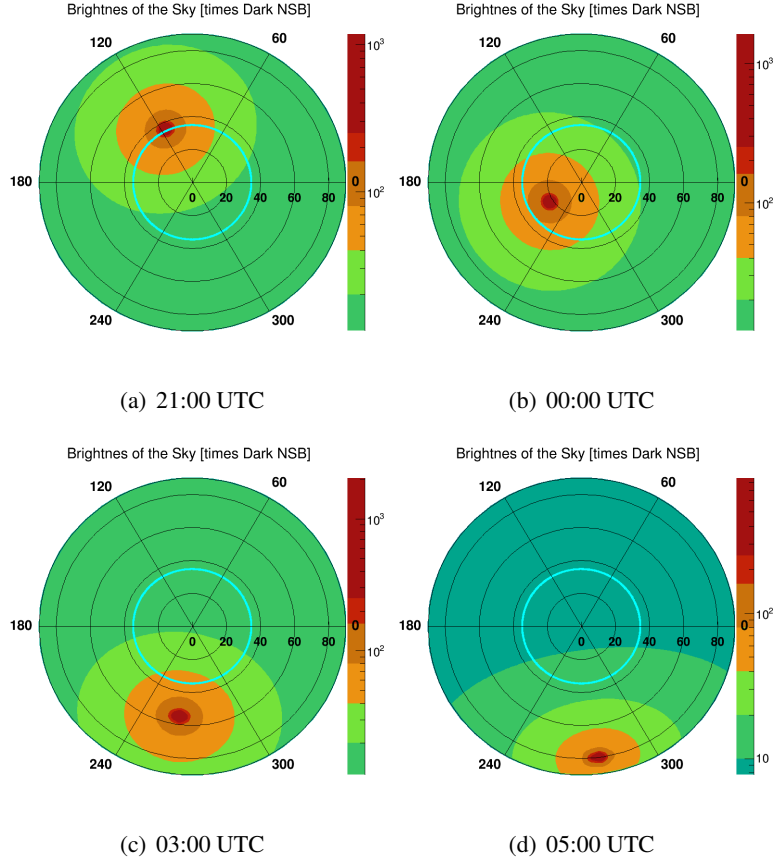 Brightnes of the Sky [times Dark NSB]
120
60
180
0
0 20 40 60 80
240
300
10³
10²
(a) 21:00 UTC
Brightnes of the Sky [times Dark NSB]
120
60
180
0
0 20 40 60 80
240
300
10³
10²
(b) 00:00 UTC
Brightnes of the Sky [times Dark NSB]
120
60
180
0
0 20 40 60 80
240
300
10³
10²
(c) 03:00 UTC
Brightnes of the Sky [times Dark NSB]
120
60
180
0
0 20 40 60 80
240
300
10²
10
(d) 05:00 UTC